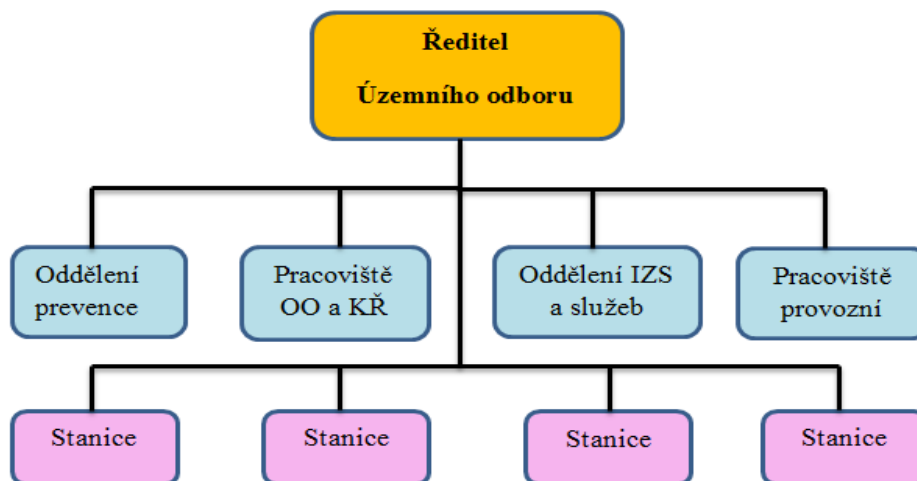 Ředitel
Územního odboru
Oddělení
prevence
Pracoviště
OO a KŘ
Oddělení IZS
a služeb
Pracoviště
provozní
Stanice
Stanice
Stanice
Stanice